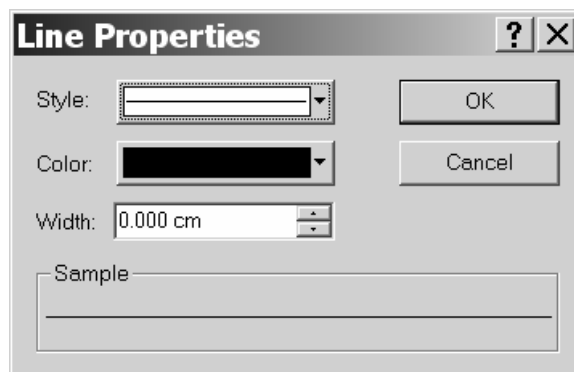 Line Properties ? X
Style: OK
Color: Cancel
Width: 0.000 cm
Sample